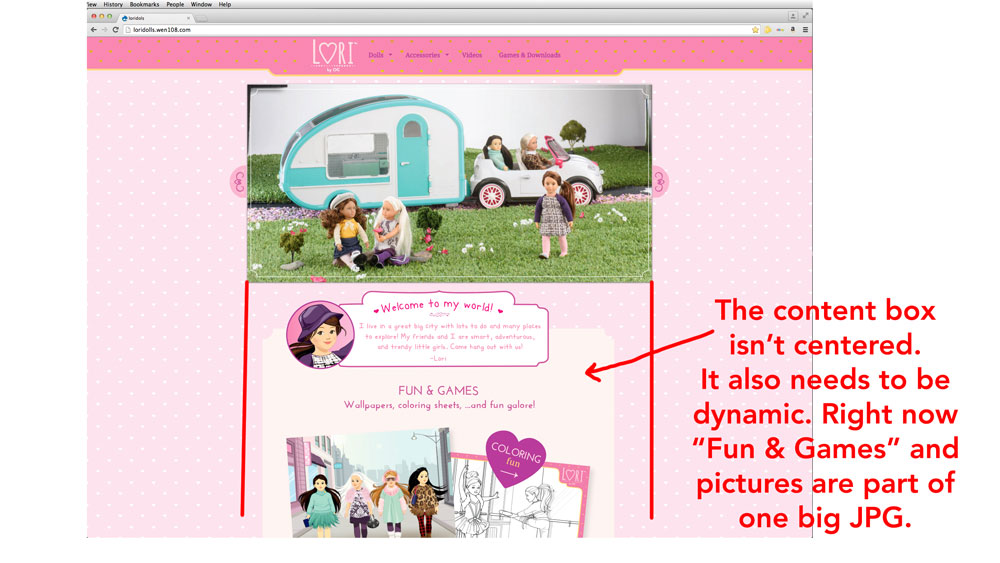 View History Bookmarks People Window Help
loridols
loridolls.wen108.com
LORI
Dolls Accessories Videos Games & Downloads
Welcome to my world!
I live in a great big city with lots to do and many places
to explore! My friends and I are smart, adventurous,
and trendy little girls. Come hang out with us!
-Lori
FUN & GAMES
Wallpapers, coloring sheets, ...and fun galore!
COLORING
fun
LORI
The content box
isn’t centered.
It also needs to be
dynamic. Right now
“Fun & Games” and
pictures are part of
one big JPG.